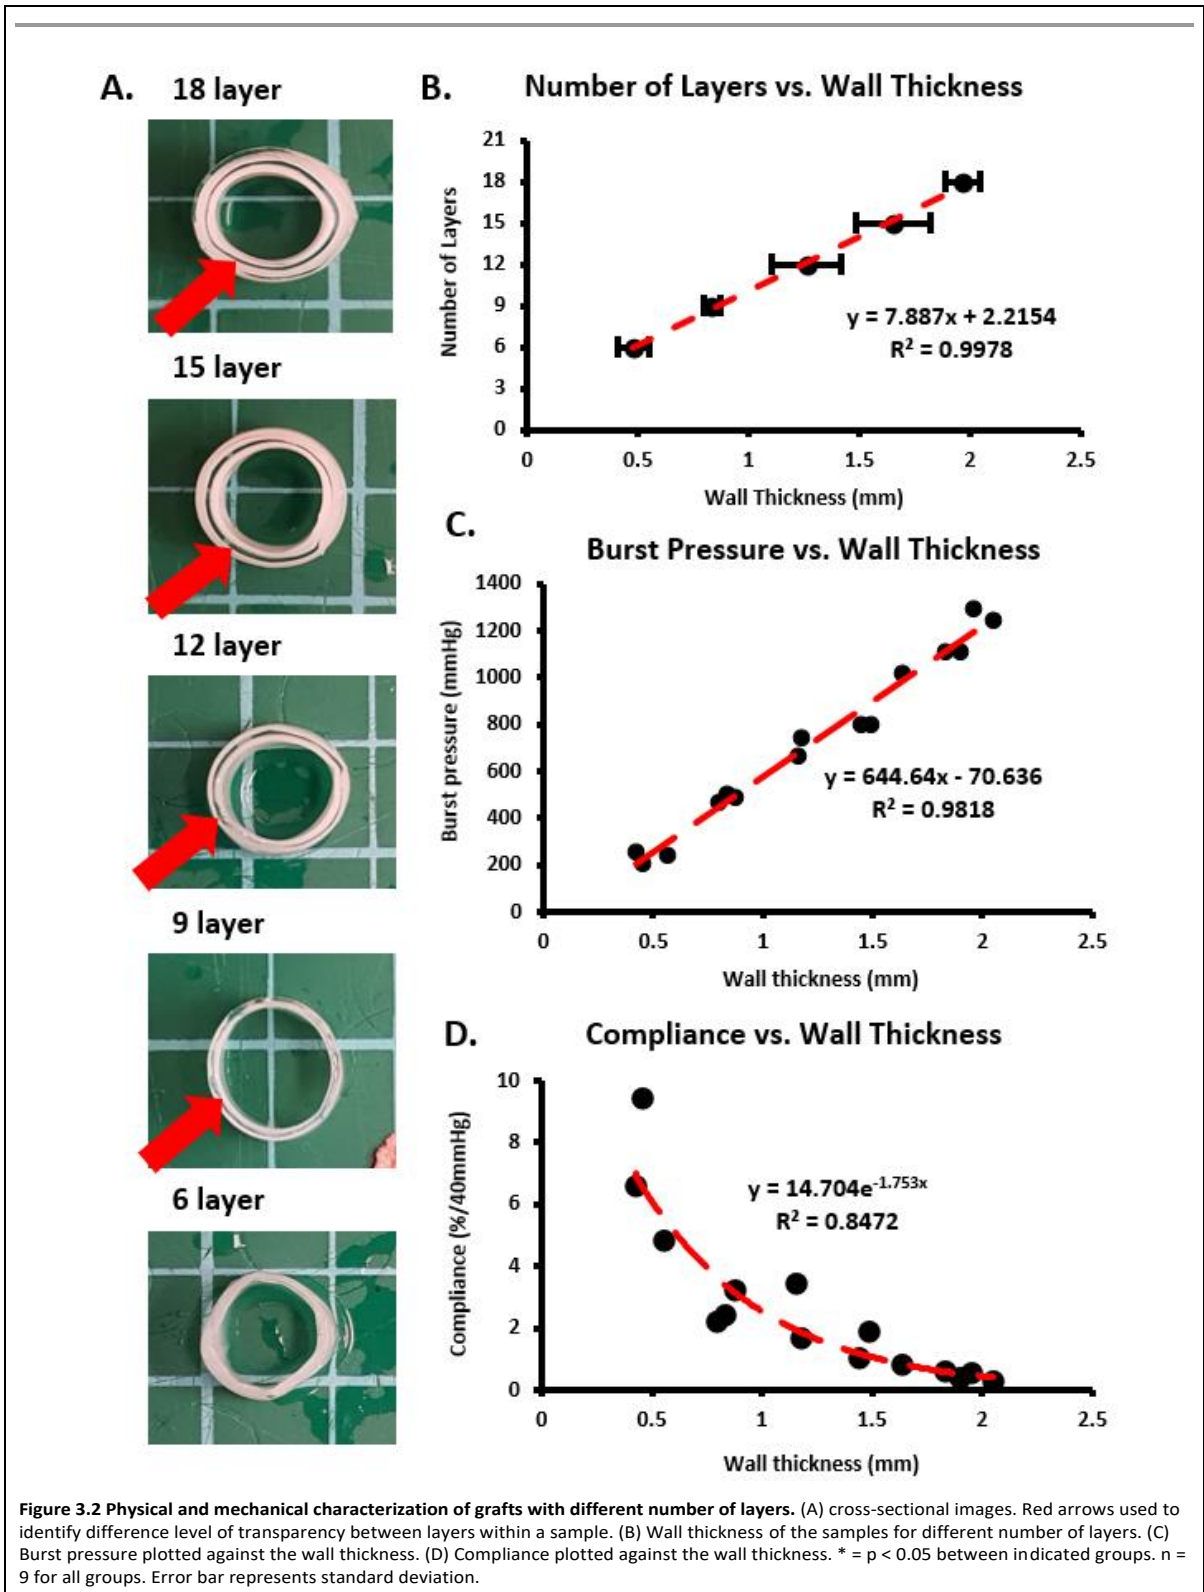 A.
18 layer
15 layer
12 layer
9 layer
6 layer
B.
Number of Layers vs. Wall Thickness
Number of Layers
21
18
15
12
9
6
3
0
0 0.5 1 1.5 2 2.5
y = 7.887x + 2.2154
R² = 0.9978
Wall Thickness (mm)
C.
Burst Pressure vs. Wall Thickness
Burst pressure (mmHg)
1400
1200
1000
800
600
400
200
0
0 0.5 1 1.5 2 2.5
y = 644.64x - 70.636
R² = 0.9818
Wall thickness (mm)
D.
Compliance vs. Wall Thickness
Compliance (%/40mmHg)
10
8
6
4
2
0
0 0.5 1 1.5 2 2.5
y = 14.704e⁻¹·⁷⁵³ˣ
R² = 0.8472
Wall thickness (mm)
Figure 3.2 Physical and mechanical characterization of grafts with different number of layers. (A) cross-sectional images. Red arrows used to
identify difference level of transparency between layers within a sample. (B) Wall thickness of the samples for different number of layers. (C)
Burst pressure plotted against the wall thickness. (D) Compliance plotted against the wall thickness. * = p < 0.05 between indicated groups. n =
9 for all groups. Error bar represents standard deviation.